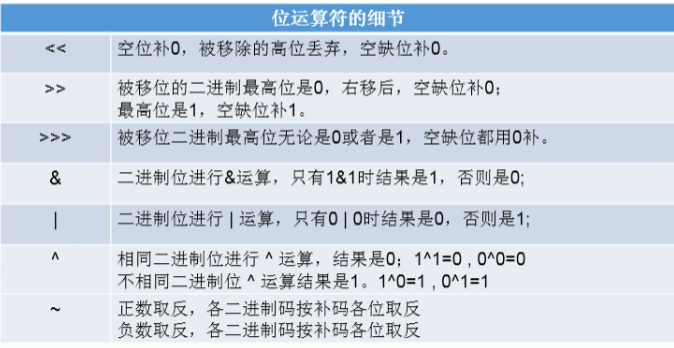 位运算符的细节
<< 空位补0，被移除的高位丢弃，空缺位补0。
>> 被移位的二进制最高位是0，右移后，空缺位补0；
最高位是1，空缺位补1。
>>> 被移位二进制最高位无论是0或者是1，空缺位都用0补。
& 二进制位进行&运算，只有1&1时结果是1，否则是0;
| 二进制位进行 | 运算，只有0 | 0时结果是0，否则是1;
^ 相同二进制位进行 ^ 运算，结果是0；1^1=0 , 0^0=0
不相同二进制位 ^ 运算结果是1。1^0=1 , 0^1=1
~ 正数取反，各二进制码按补码各位取反
负数取反，各二进制码按补码各位取反